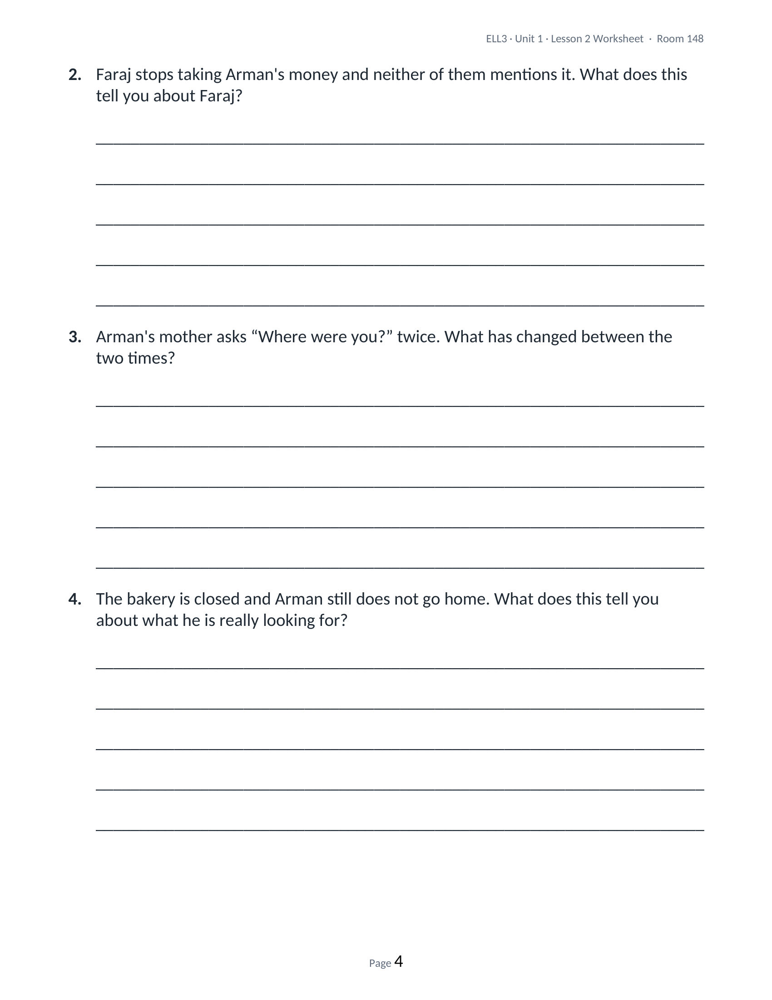 ELL3 · Unit 1 · Lesson 2 Worksheet · Room 148
2. Faraj stops taking Arman's money and neither of them mentions it. What does this
tell you about Faraj?
3. Arman's mother asks “Where were you?” twice. What has changed between the
two times?
4. The bakery is closed and Arman still does not go home. What does this tell you
about what he is really looking for?
Page 4